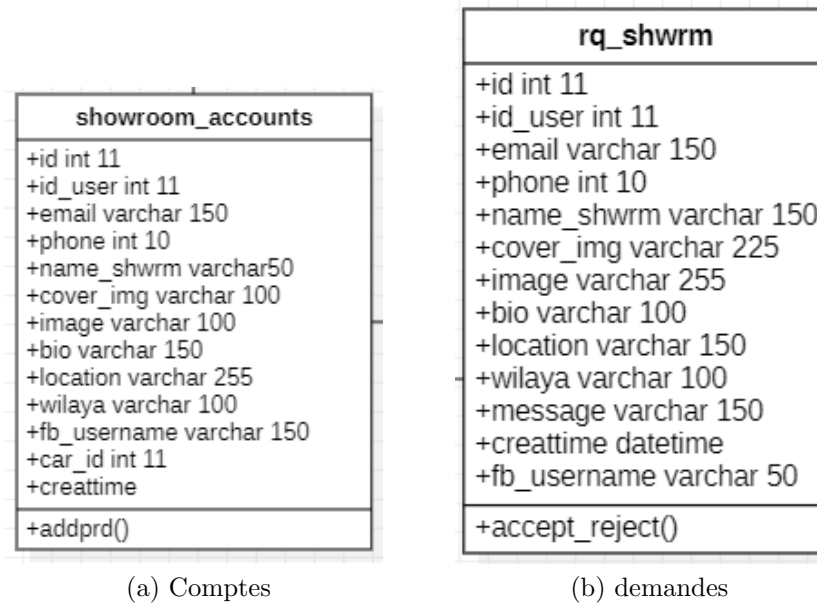 showroom_accounts
+id int 11
+id_user int 11
+email varchar 150
+phone int 10
+name_shwrm varchar50
+cover_img varchar 100
+image varchar 100
+bio varchar 150
+location varchar 255
+wilaya varchar 100
+fb_username varchar 150
+car_id int 11
+creattime
+addprd()
(a) Comptes
rq_shwrm
+id int 11
+id_user int 11
+email varchar 150
+phone int 10
+name_shwrm varchar 150
+cover_img varchar 225
+image varchar 255
+bio varchar 100
+location varchar 150
+wilaya varchar 100
+message varchar 150
+creattime datetime
+fb_username varchar 50
+accept_reject()
(b) demandes